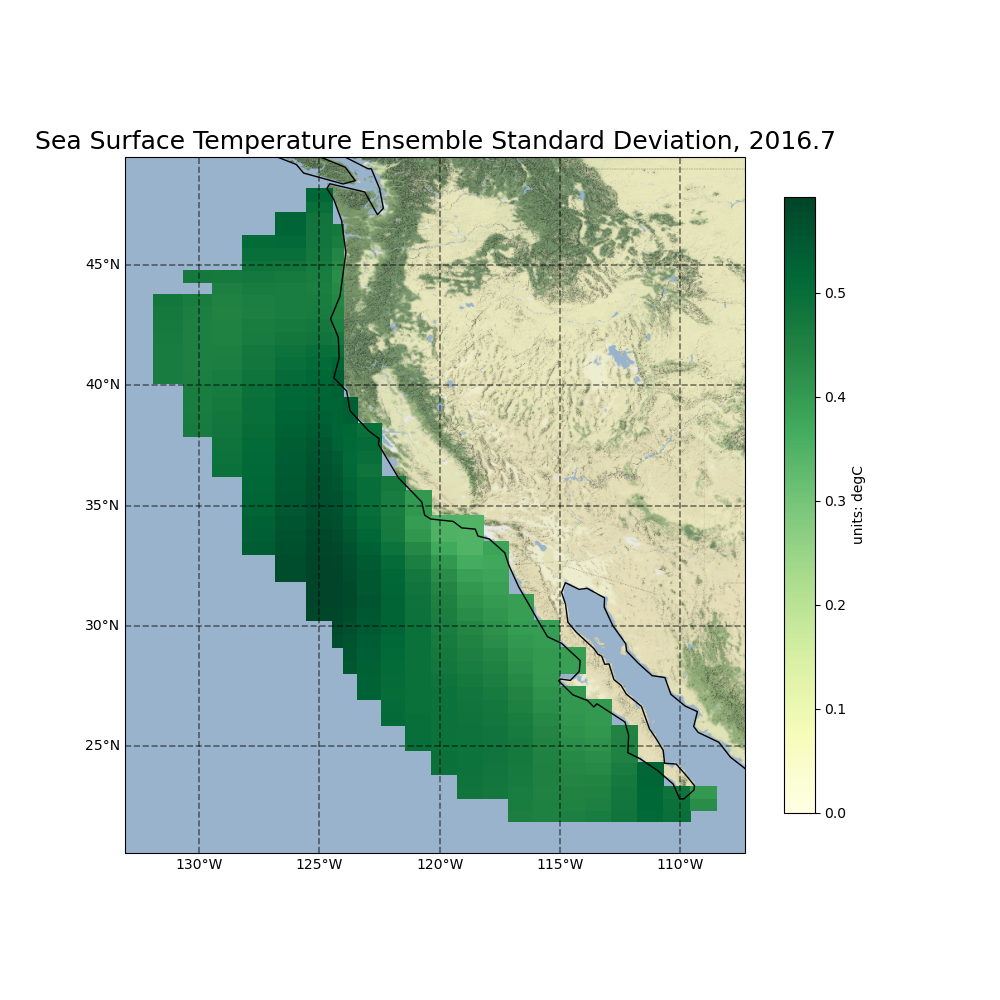 Sea Surface Temperature Ensemble Standard Deviation, 2016.7
45°N
40°N
35°N
30°N
25°N
130°W 125°W 120°W 115°W 110°W
0.5
0.4
0.3
0.2
0.1
0.0
units: degC